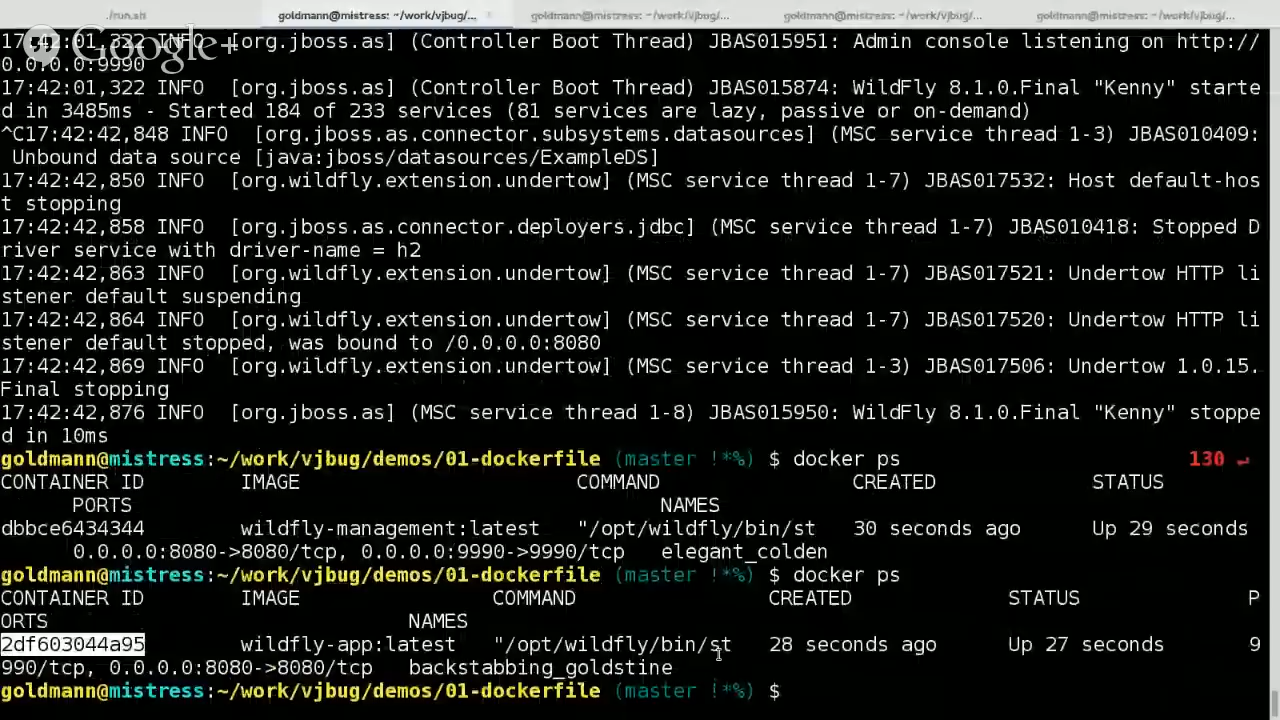 ./run.sh
goldmann@mistress: ~/work/vjbug/...
goldmann@mistress: ~/work/vjbug/...
goldmann@mistress: ~/work/vjbug/...
goldmann@mistress: ~/work/vjbug/...
Google+
17:42:01,322 INFO  [org.jboss.as] (Controller Boot Thread) JBAS015951: Admin console listening on http://
0.0.0.0:9990
17:42:01,322 INFO  [org.jboss.as] (Controller Boot Thread) JBAS015874: WildFly 8.1.0.Final "Kenny" starte
d in 3485ms - Started 184 of 233 services (81 services are lazy, passive or on-demand)
^C17:42:42,848 INFO  [org.jboss.as.connector.subsystems.datasources] (MSC service thread 1-3) JBAS010409:
 Unbound data source [java:jboss/datasources/ExampleDS]
17:42:42,850 INFO  [org.wildfly.extension.undertow] (MSC service thread 1-7) JBAS017532: Host default-hos
t stopping
17:42:42,858 INFO  [org.jboss.as.connector.deployers.jdbc] (MSC service thread 1-7) JBAS010418: Stopped D
river service with driver-name = h2
17:42:42,863 INFO  [org.wildfly.extension.undertow] (MSC service thread 1-7) JBAS017521: Undertow HTTP li
stener default suspending
17:42:42,864 INFO  [org.wildfly.extension.undertow] (MSC service thread 1-7) JBAS017520: Undertow HTTP li
stener default stopped, was bound to /0.0.0.0:8080
17:42:42,869 INFO  [org.wildfly.extension.undertow] (MSC service thread 1-3) JBAS017506: Undertow 1.0.15.
Final stopping
17:42:42,876 INFO  [org.jboss.as] (MSC service thread 1-8) JBAS015950: WildFly 8.1.0.Final "Kenny" stoppe
d in 10ms
goldmann@mistress:~/work/vjbug/demos/01-dockerfile (master !*%) $ docker ps 130 ↵
CONTAINER ID        IMAGE                       COMMAND                CREATED             STATUS
      PORTS                                              NAMES
dbbce6434344        wildfly-management:latest   "/opt/wildfly/bin/st   30 seconds ago      Up 29 seconds
      0.0.0.0:8080->8080/tcp, 0.0.0.0:9990->9990/tcp   elegant_colden
goldmann@mistress:~/work/vjbug/demos/01-dockerfile (master !*%) $ docker ps
CONTAINER ID        IMAGE                COMMAND                CREATED             STATUS              P
ORTS                              NAMES
2df603044a95        wildfly-app:latest   "/opt/wildfly/bin/st   28 seconds ago      Up 27 seconds       9
990/tcp, 0.0.0.0:8080->8080/tcp   backstabbing_goldstine
goldmann@mistress:~/work/vjbug/demos/01-dockerfile (master !*%) $